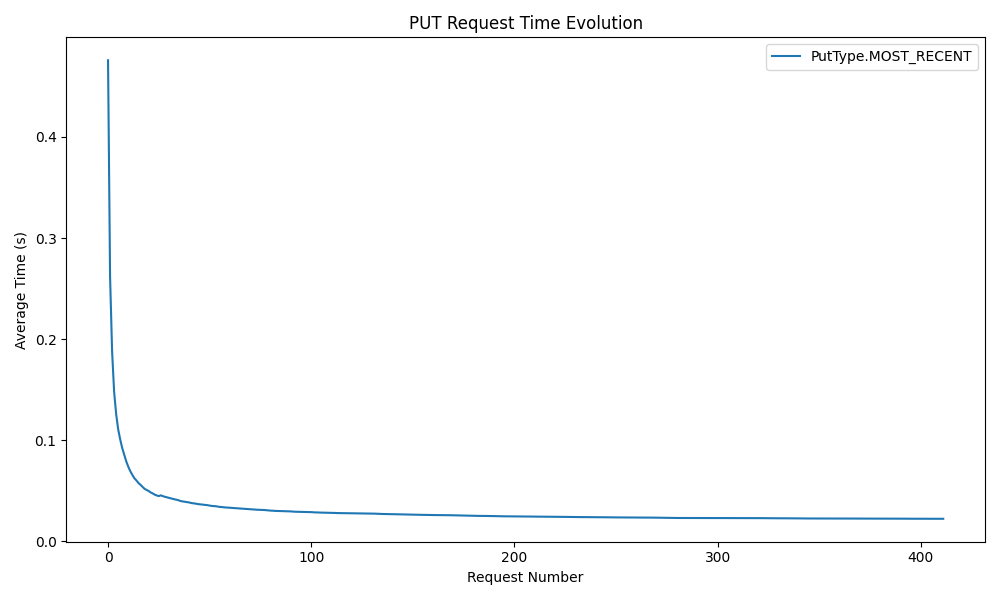 PUT Request Time Evolution
PutType.MOST_RECENT
Average Time (s)
0.4
0.3
0.2
0.1
0.0
0 100 200 300 400
Request Number